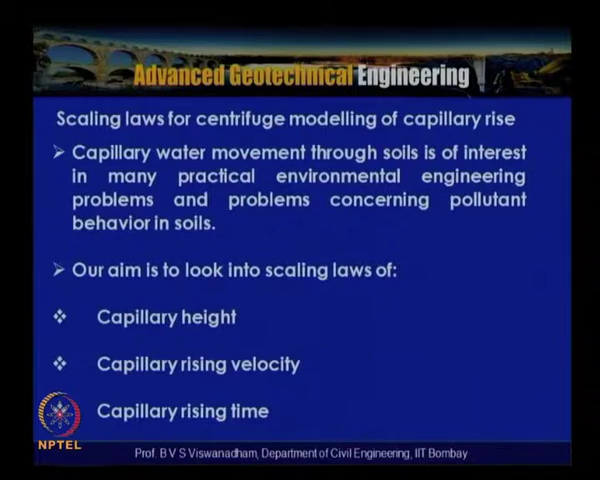 Advanced Geotechnical Engineering
Scaling laws for centrifuge modelling of capillary rise
➢ Capillary water movement through soils is of interest
in many practical environmental engineering
problems and problems concerning pollutant
behavior in soils.
➢ Our aim is to look into scaling laws of:
❖ Capillary height
❖ Capillary rising velocity
Capillary rising time
NPTEL
Prof. B V S Viswanadham, Department of Civil Engineering, IIT Bombay